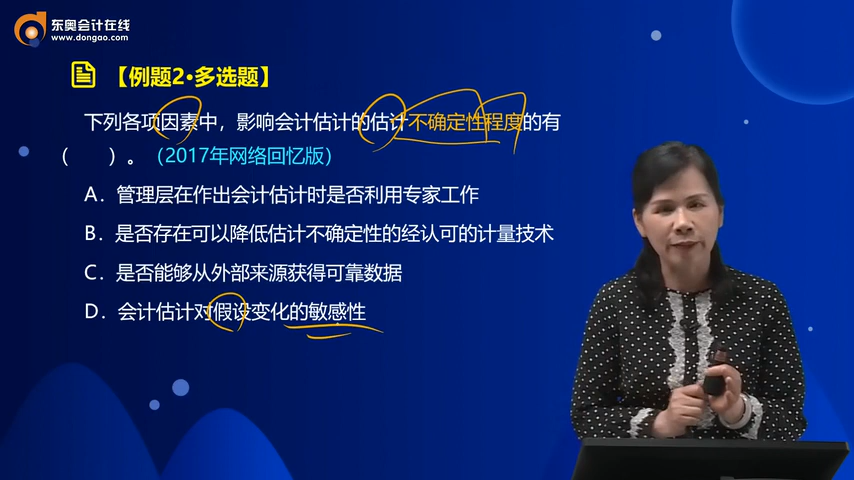 东奥会计在线
www.dongao.com
【例题2•多选题】
下列各项因素中，影响会计估计的估计不确定性程度的有
（　　）。（2017年网络回忆版）
A．管理层在作出会计估计时是否利用专家工作
B．是否存在可以降低估计不确定性的经认可的计量技术
C．是否能够从外部来源获得可靠数据
D．会计估计对假设变化的敏感性